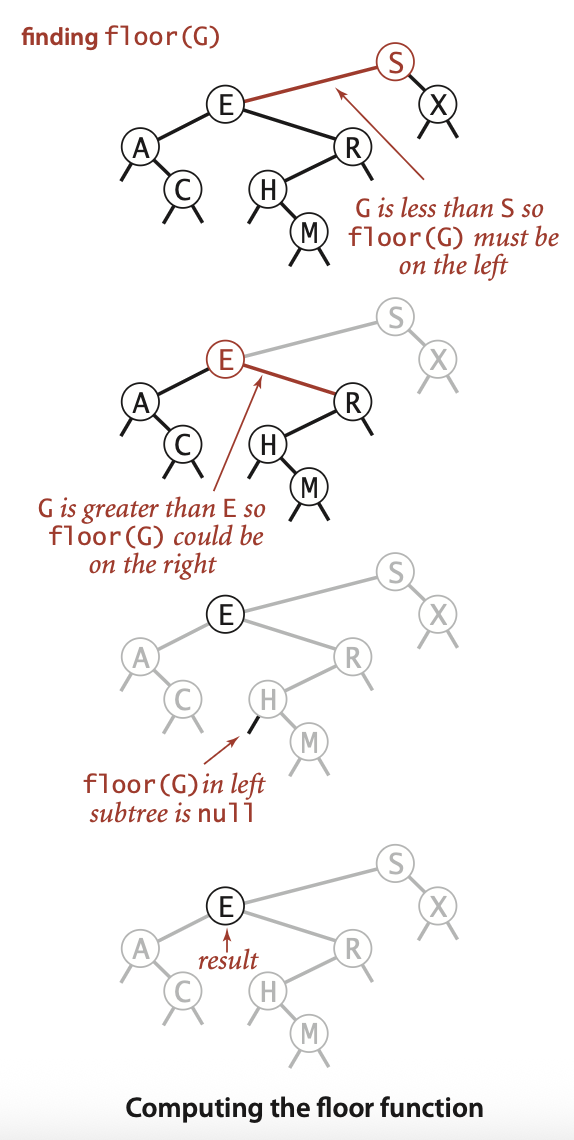 finding floor(G)
S
E
X
A
R
C
H
M
G is less than S so
floor(G) must be
on the left
S
E
X
A
R
C
H
M
G is greater than E so
floor(G) could be
on the right
S
E
X
A
R
C
H
M
floor(G) in left
subtree is null
S
E
X
A
R
result
C
H
M
Computing the floor function